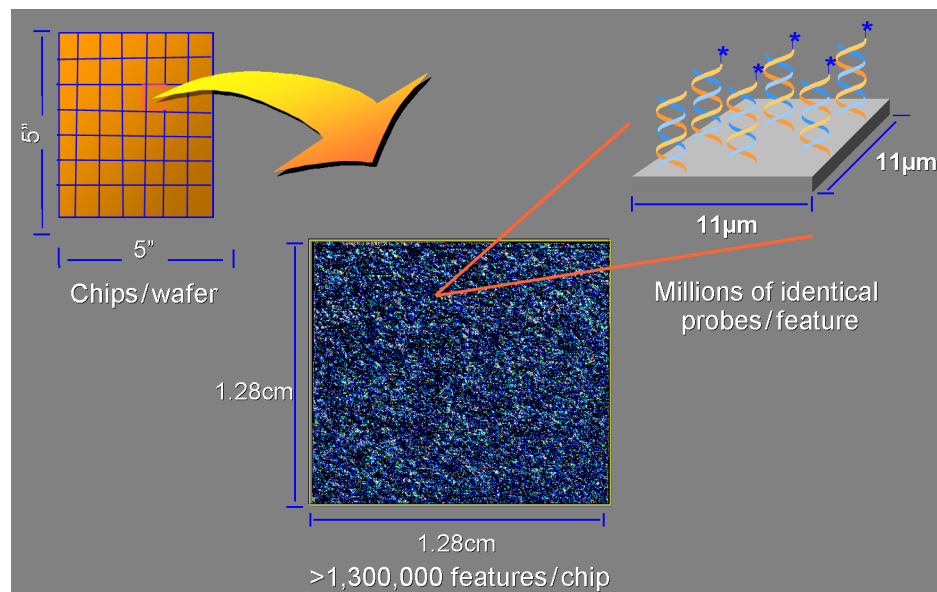 5”
5”
Chips/wafer
*
*
*
*
*
11µm
11µm
Millions of identical
probes/feature
1.28cm
1.28cm
>1,300,000 features/chip